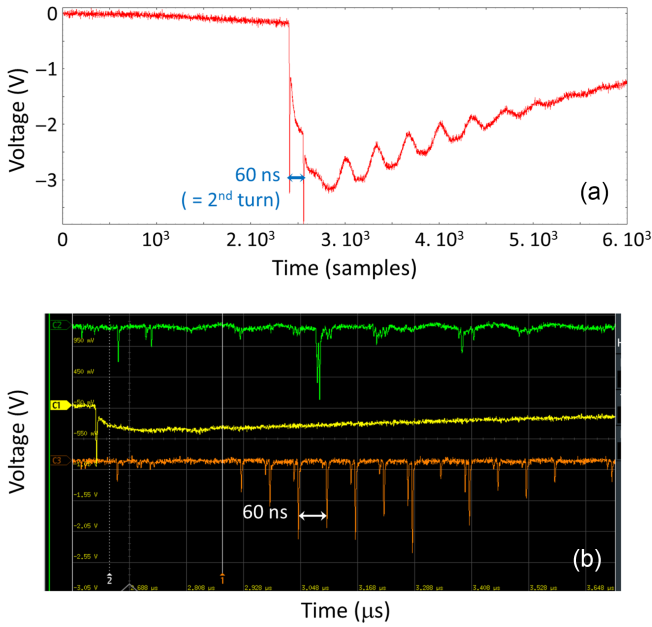 0
−1
−2
−3
Voltage (V)
60 ns
( = 2nd turn)
(a)
0 10³ 2. 10³ 3. 10³ 4. 10³ 5. 10³ 6. 10³
Time (samples)
C2
950 mV
450 mV
C1
-50 mV
-550 mV
C3
-1.55 V
-2.05 V
-2.55 V
-3.05 V
Voltage (V)
60 ns
(b)
2
1
2.688 µs 2.808 µs 2.928 µs 3.048 µs 3.168 µs 3.288 µs 3.408 µs 3.528 µs 3.648 µs
Time (µs)